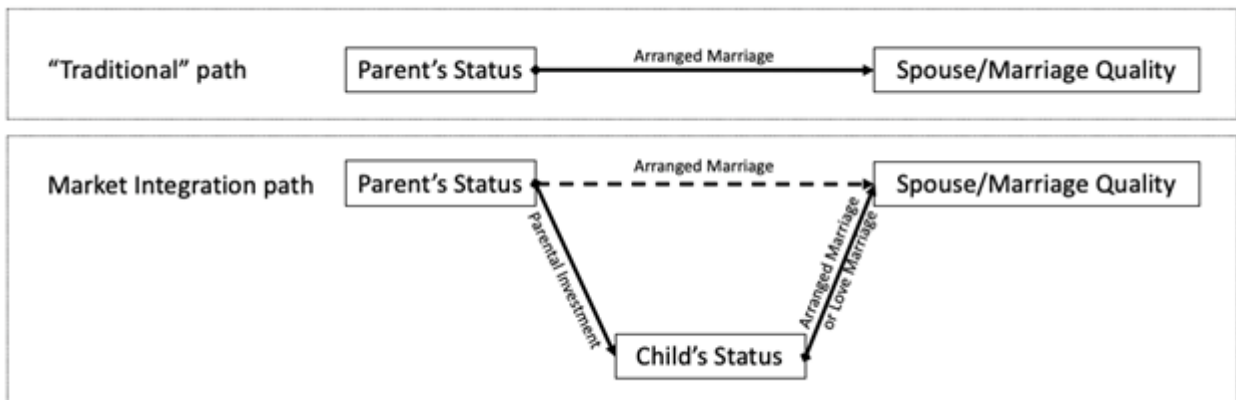 “Traditional” path
Parent’s Status
Arranged Marriage
Spouse/Marriage Quality
Market Integration path
Parent’s Status
Arranged Marriage
Spouse/Marriage Quality
Parental Investment
Arranged Marriage
or Love Marriage
Child’s Status